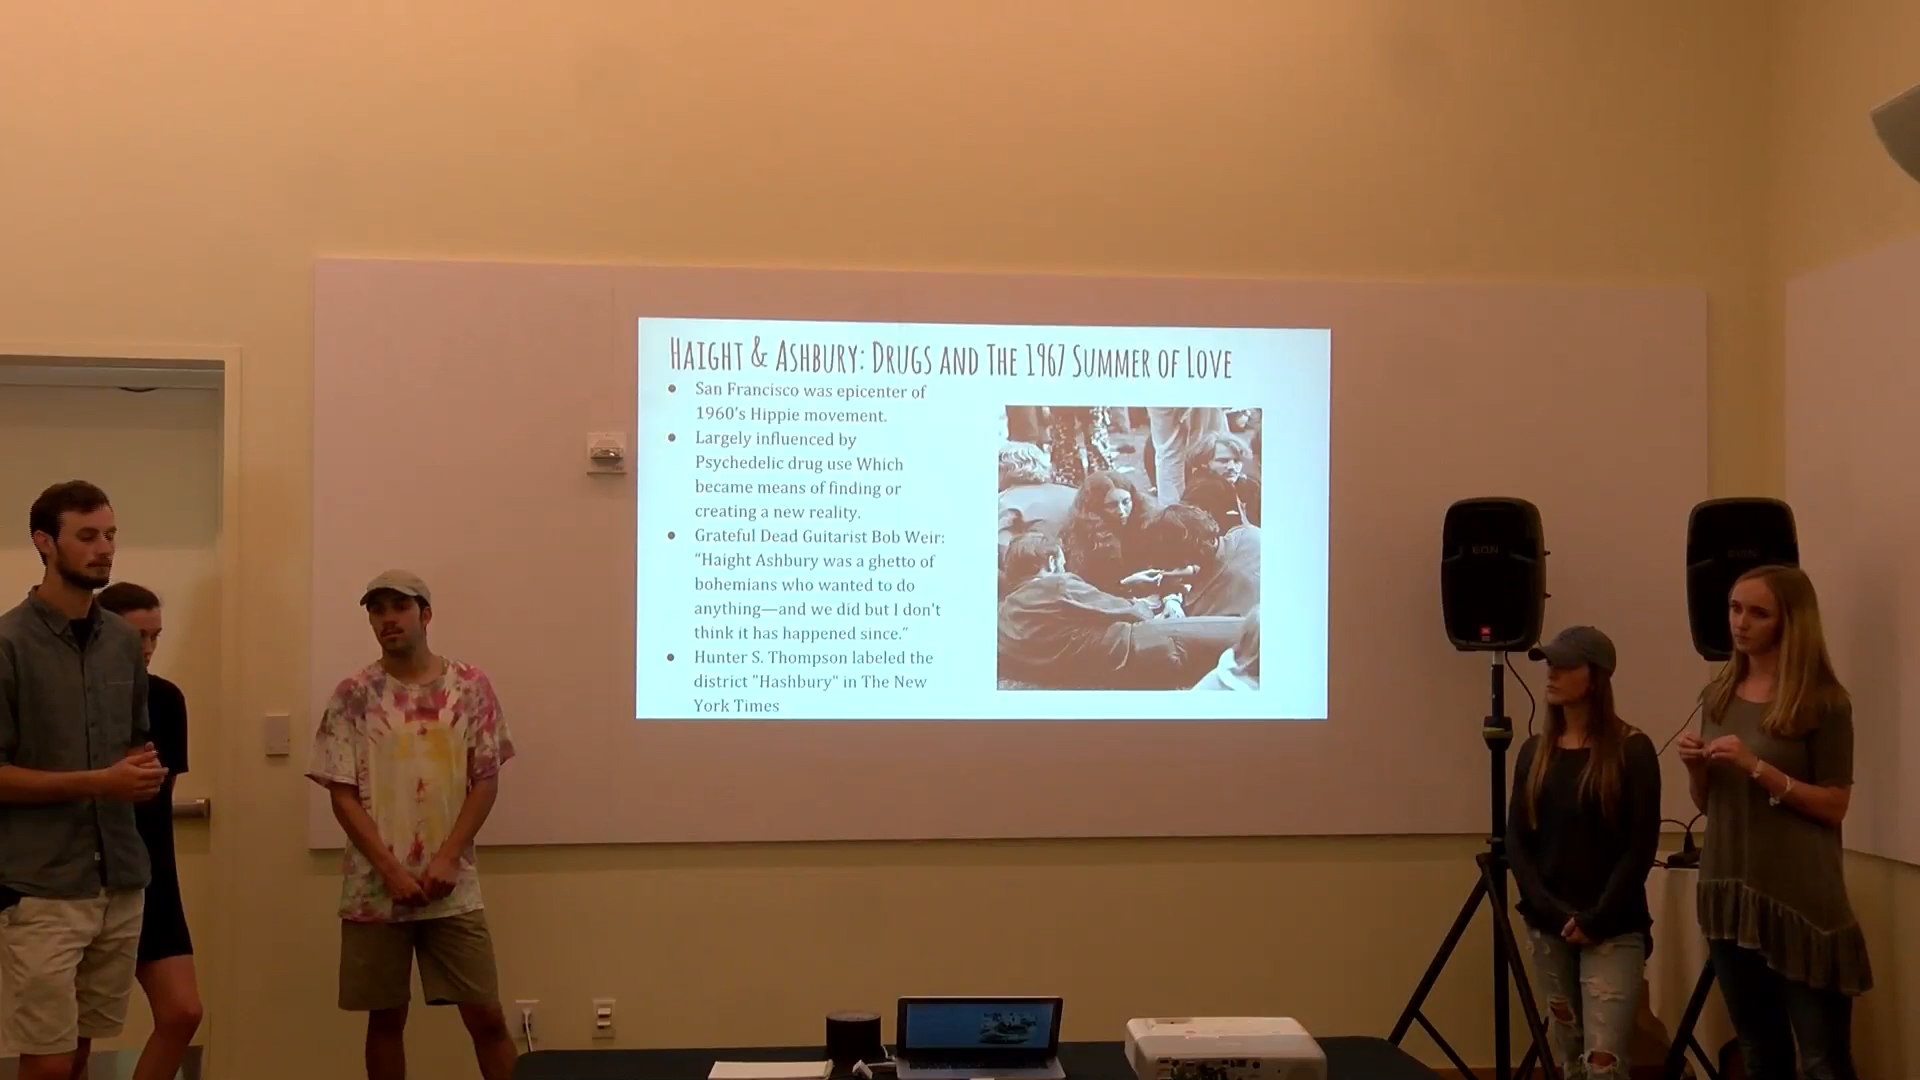 HAIGHT & ASHBURY: DRUGS AND THE 1967 SUMMER OF LOVE
● San Francisco was epicenter of
1960's Hippie movement.
● Largely influenced by
Psychedelic drug use Which
became means of finding or
creating a new reality.
● Grateful Dead Guitarist Bob Weir:
“Haight Ashbury was a ghetto of
bohemians who wanted to do
anything—and we did but I don't
think it has happened since.”
● Hunter S. Thompson labeled the
district "Hashbury" in The New
York Times
EON
JBL